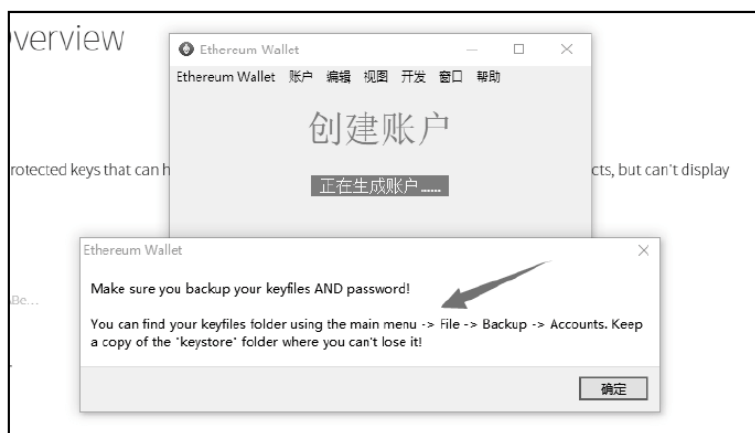 verview
Ethereum Wallet
Ethereum Wallet 账户 编辑 视图 开发 窗口 帮助
创建账户
rotected keys that can h
cts, but can't display
正在生成账户......
Ethereum Wallet
Make sure you backup your keyfiles AND password!
You can find your keyfiles folder using the main menu -> File -> Backup -> Accounts. Keep
a copy of the "keystore" folder where you can't lose it!
确定